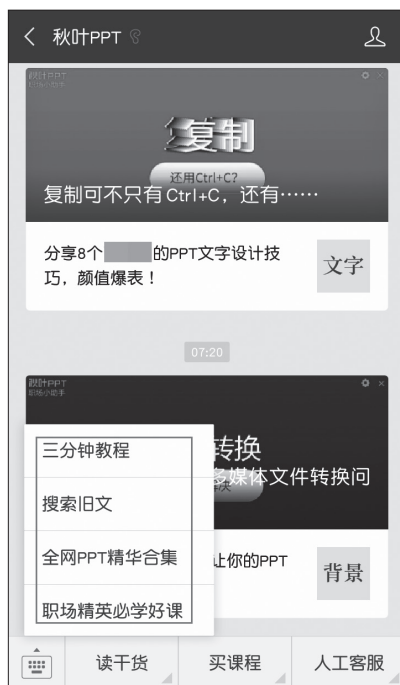 秋叶PPT
秋叶PPT
职场小助手
复制
还用Ctrl+C?
复制可不只有Ctrl+C，还有……
分享8个
的PPT文字设计技
巧，颜值爆表！
文字
07:20
秋叶PPT
职场小助手
转换
多媒体文件转换问
三分钟教程
搜索旧文
全网PPT精华合集
让你的PPT
背景
职场精英必学好课
读干货
买课程
人工客服